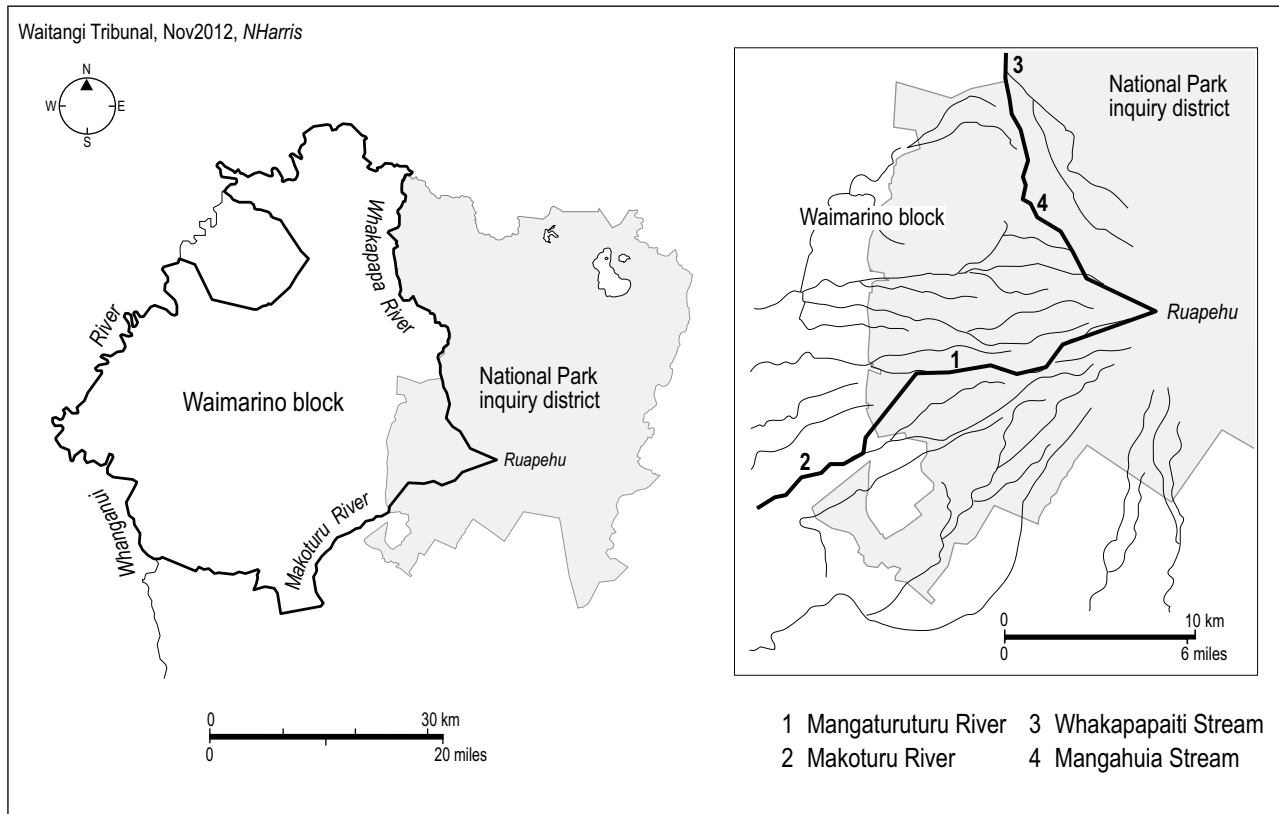 Waitangi Tribunal, Nov2012, NHarris
N
W E
S
Whakapapa River
River
Waimarino block
National Park
inquiry district
Ruapehu
Whanganui
Makoturu River
0 30 km
0 20 miles
3
National Park
inquiry district
4
Waimarino block
Ruapehu
1
2
0 10 km
0 6 miles
1 Mangaturuturu River 3 Whakapapaiti Stream
2 Makoturu River 4 Mangahuia Stream